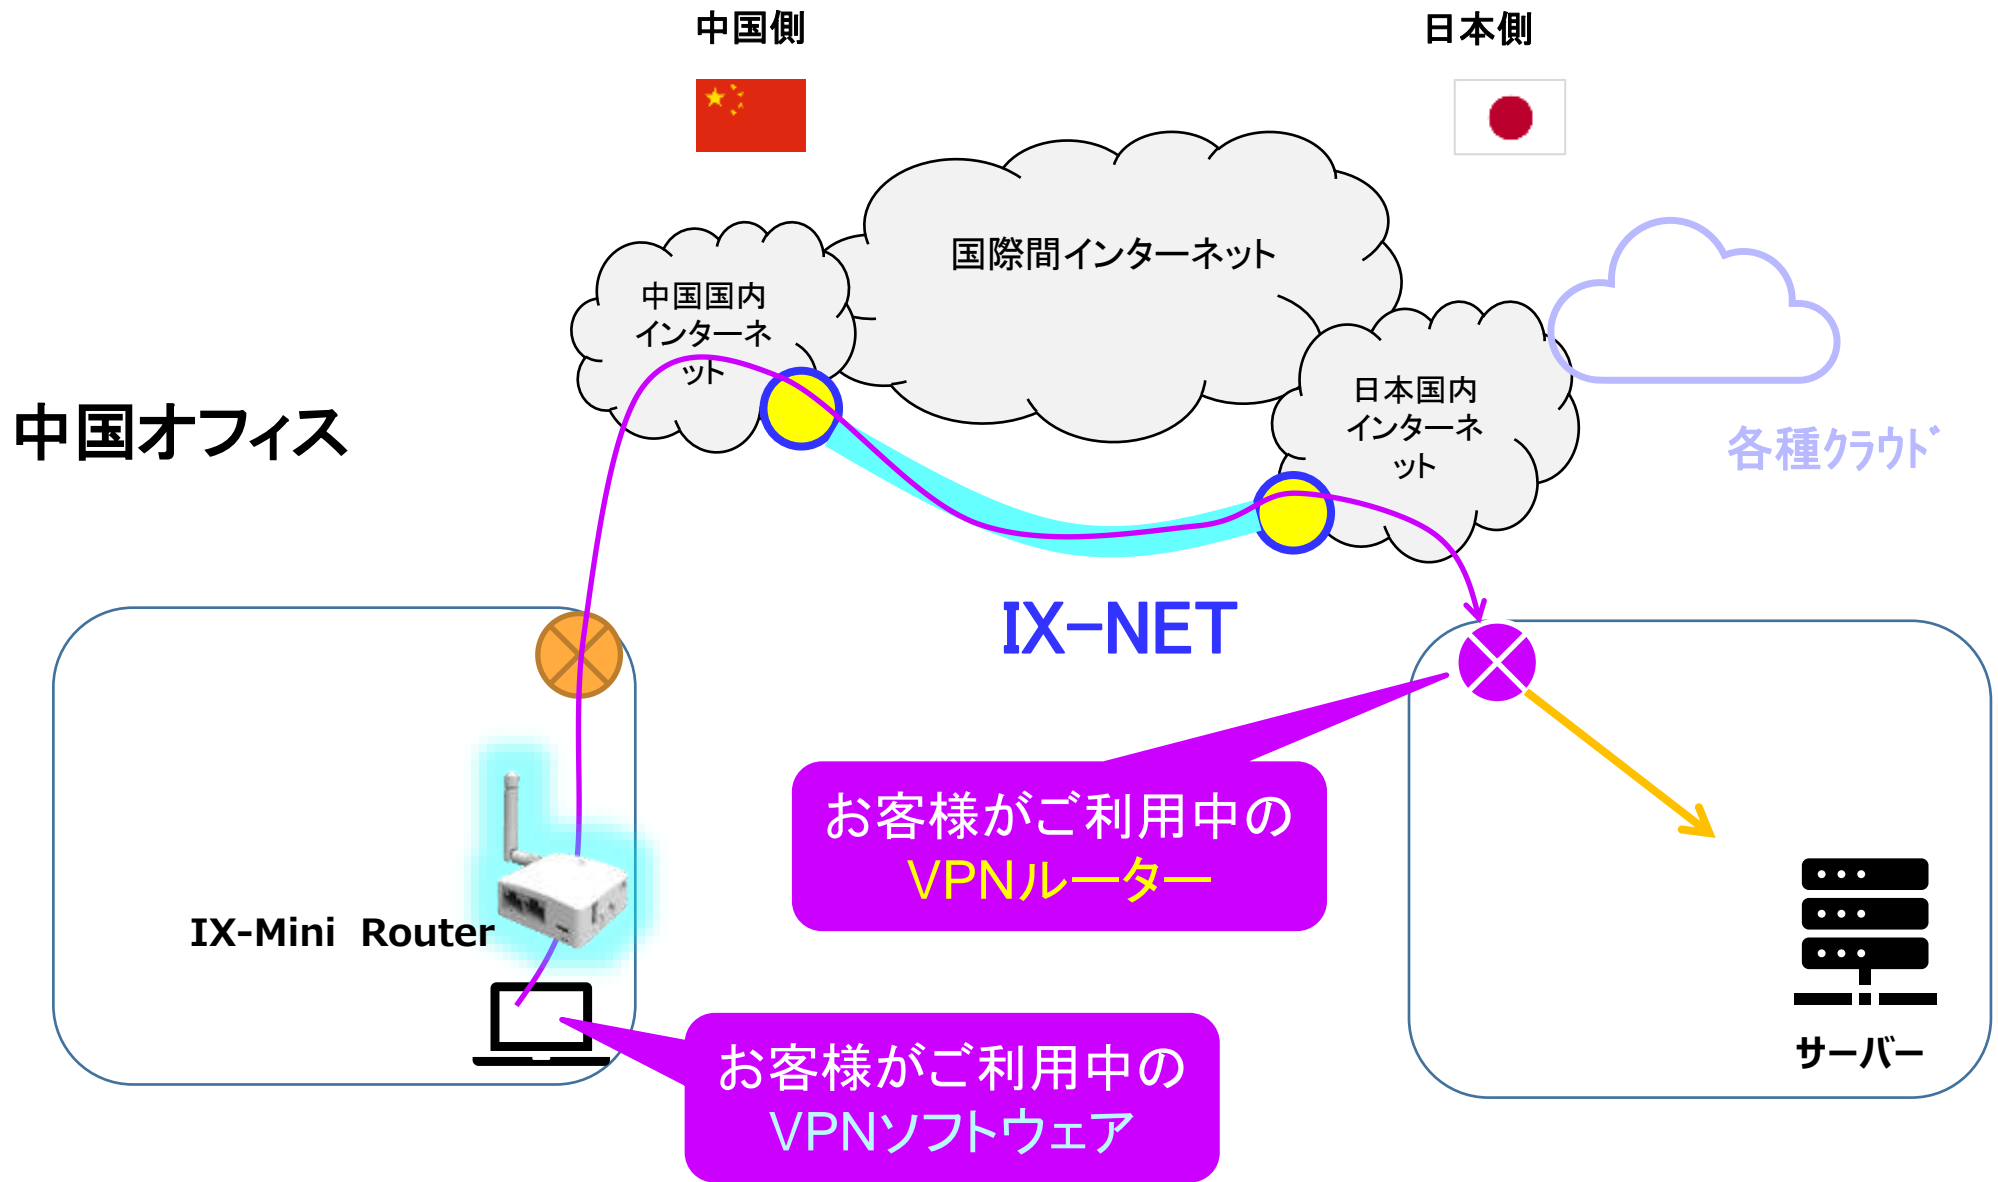 中国側
日本側
国際間インターネット
中国国内
インターネ
ット
日本国内
インターネ
ット
中国オフィス
各種ｸﾗｳﾄﾞ
IX−NET
お客様がご利用中の
VPNルーター
IX-Mini Router
サーバー
お客様がご利用中の
VPNソフトウェア